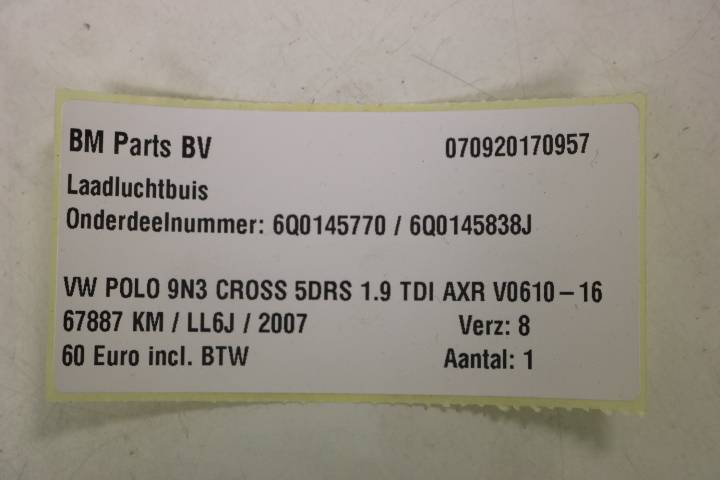 BM Parts BV 070920170957
Laadluchtbuis
Onderdeelnummer: 6Q0145770 / 6Q0145838J
VW POLO 9N3 CROSS 5DRS 1.9 TDI AXR V0610-16
67887 KM / LL6J / 2007 Verz: 8
60 Euro incl. BTW Aantal: 1